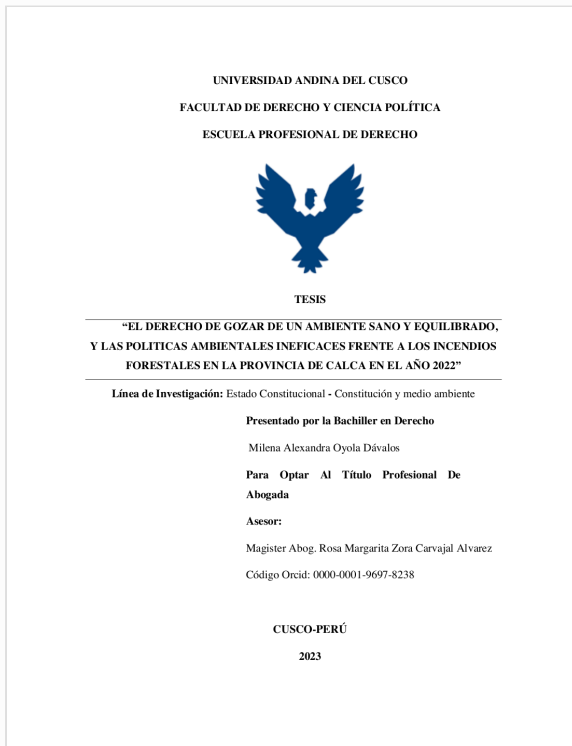 UNIVERSIDAD ANDINA DEL CUSCO
FACULTAD DE DERECHO Y CIENCIA POLÍTICA
ESCUELA PROFESIONAL DE DERECHO
TESIS
“EL DERECHO DE GOZAR DE UN AMBIENTE SANO Y EQUILIBRADO,
Y LAS POLITICAS AMBIENTALES INEFICACES FRENTE A LOS INCENDIOS
FORESTALES EN LA PROVINCIA DE CALCA EN EL AÑO 2022”
Línea de Investigación: Estado Constitucional - Constitución y medio ambiente
Presentado por la Bachiller en Derecho
Milena Alexandra Oyola Dávalos
Para Optar Al Título Profesional De
Abogada
Asesor:
Magister Abog. Rosa Margarita Zora Carvajal Alvarez
Código Orcid: 0000-0001-9697-8238
CUSCO-PERÚ
2023